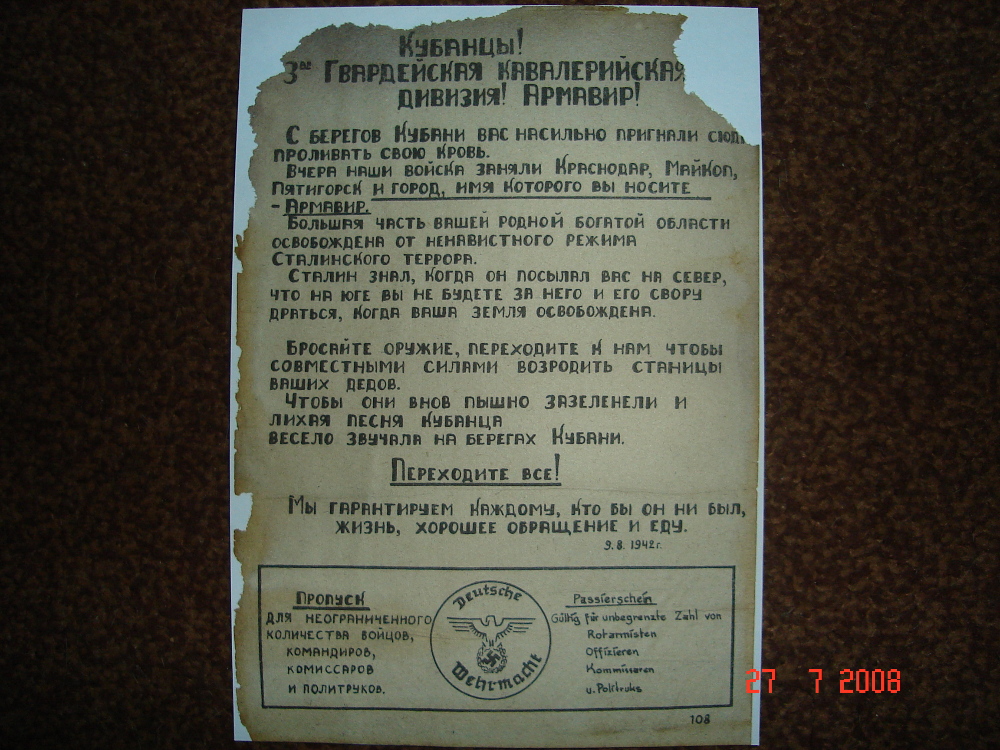 Кубанцы!
3ая Гвардейская кавалерийская
дивизия! Армавир!
С берегов Кубани вас насильно пригнали
проливать свою кровь.
Вчера наши войска заняли Краснодар, Майкоп,
Пятигорск и город, имя которого вы носите
- Армавир.
Большая часть вашей родной богатой области
освобождена от ненавистного режима
Сталинского террора.
Сталин знал, когда он посылал вас на север,
что на юге вы не будете за него и его свору
драться, когда ваша земля освобождена.
Бросайте оружие, переходите к нам чтобы
совместными силами возродить станицы
ваших дедов.
Чтобы они внов пышно зазеленели и
лихая песня кубанца
весело звучала на берегах Кубани.
Переходите все!
Мы гарантируем каждому, кто бы он ни был,
жизнь, хорошее обращение и еду.
9.8.1942г.
Пропуск
для неограниченного
количества войцов,
командиров,
комиссаров
и политруков.
Deutsche
Wehrmacht
Passierschein
Gültig für unbegrenzte Zahl von
Rotarmisten
Offizieren
Kommissaren
u. Politruks
108
27 7 2008